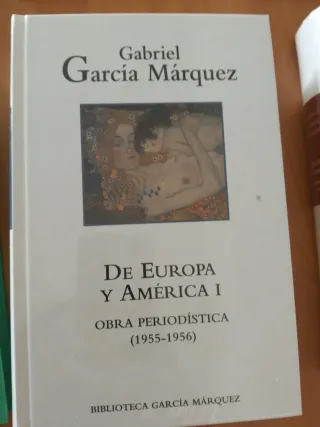 Gabriel
García Márquez
De Europa
y América I
Obra periodística
(1955-1956)
Biblioteca García Márquez